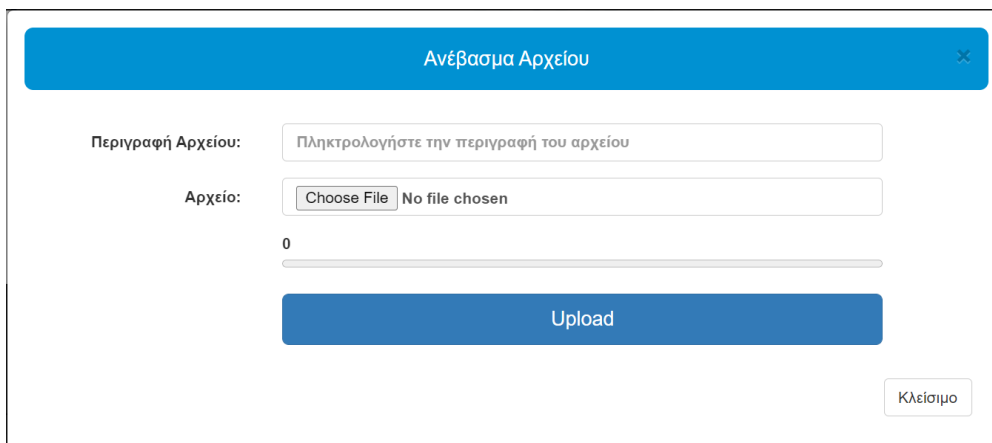 Ανέβασμα Αρχείου ×
Περιγραφή Αρχείου: Πληκτρολογήστε την περιγραφή του αρχείου
Αρχείο: Choose File No file chosen
0
Upload
Κλείσιμο